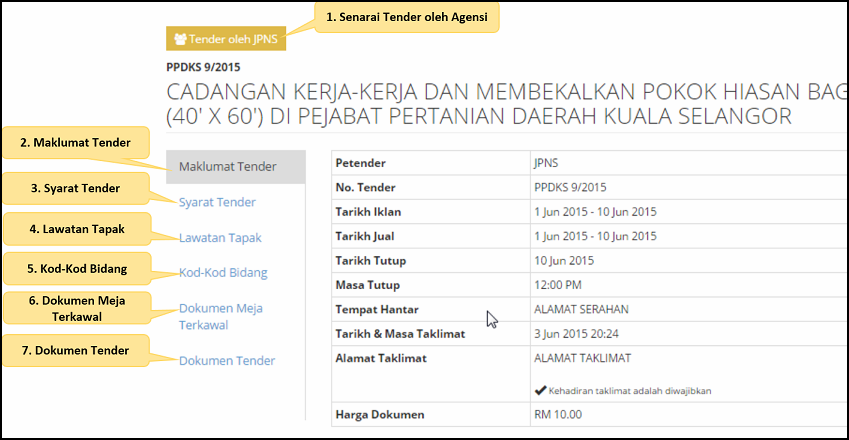 1. Senarai Tender oleh Agensi
Tender oleh JPNS
PPDKS 9/2015
CADANGAN KERJA-KERJA DAN MEMBEKALKAN POKOK HIASAN BAG
(40' X 60') DI PEJABAT PERTANIAN DAERAH KUALA SELANGOR
2. Maklumat Tender
3. Syarat Tender
4. Lawatan Tapak
5. Kod-Kod Bidang
6. Dokumen Meja
Terkawal
7. Dokumen Tender
Maklumat Tender
Syarat Tender
Lawatan Tapak
Kod-Kod Bidang
Dokumen Meja
Terkawal
Dokumen Tender
Petender JPNS
No. Tender PPDKS 9/2015
Tarikh Iklan 1 Jun 2015 - 10 Jun 2015
Tarikh Jual 1 Jun 2015 - 10 Jun 2015
Tarikh Tutup 10 Jun 2015
Masa Tutup 12:00 PM
Tempat Hantar ALAMAT SERAHAN
Tarikh & Masa Taklimat 3 Jun 2015 20:24
Alamat Taklimat ALAMAT TAKLIMAT
✔ Kehadiran taklimat adalah diwajibkan
Harga Dokumen RM 10.00